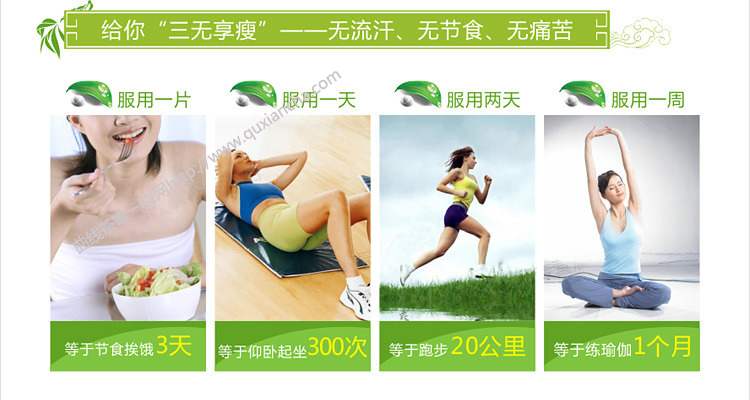 给你“三无享瘦”——无流汗、无节食、无痛苦
服用一片
服用一天
服用两天
服用一周
等于节食挨饿3天
等于仰卧起坐300次
等于跑步20公里
等于练瑜伽1个月